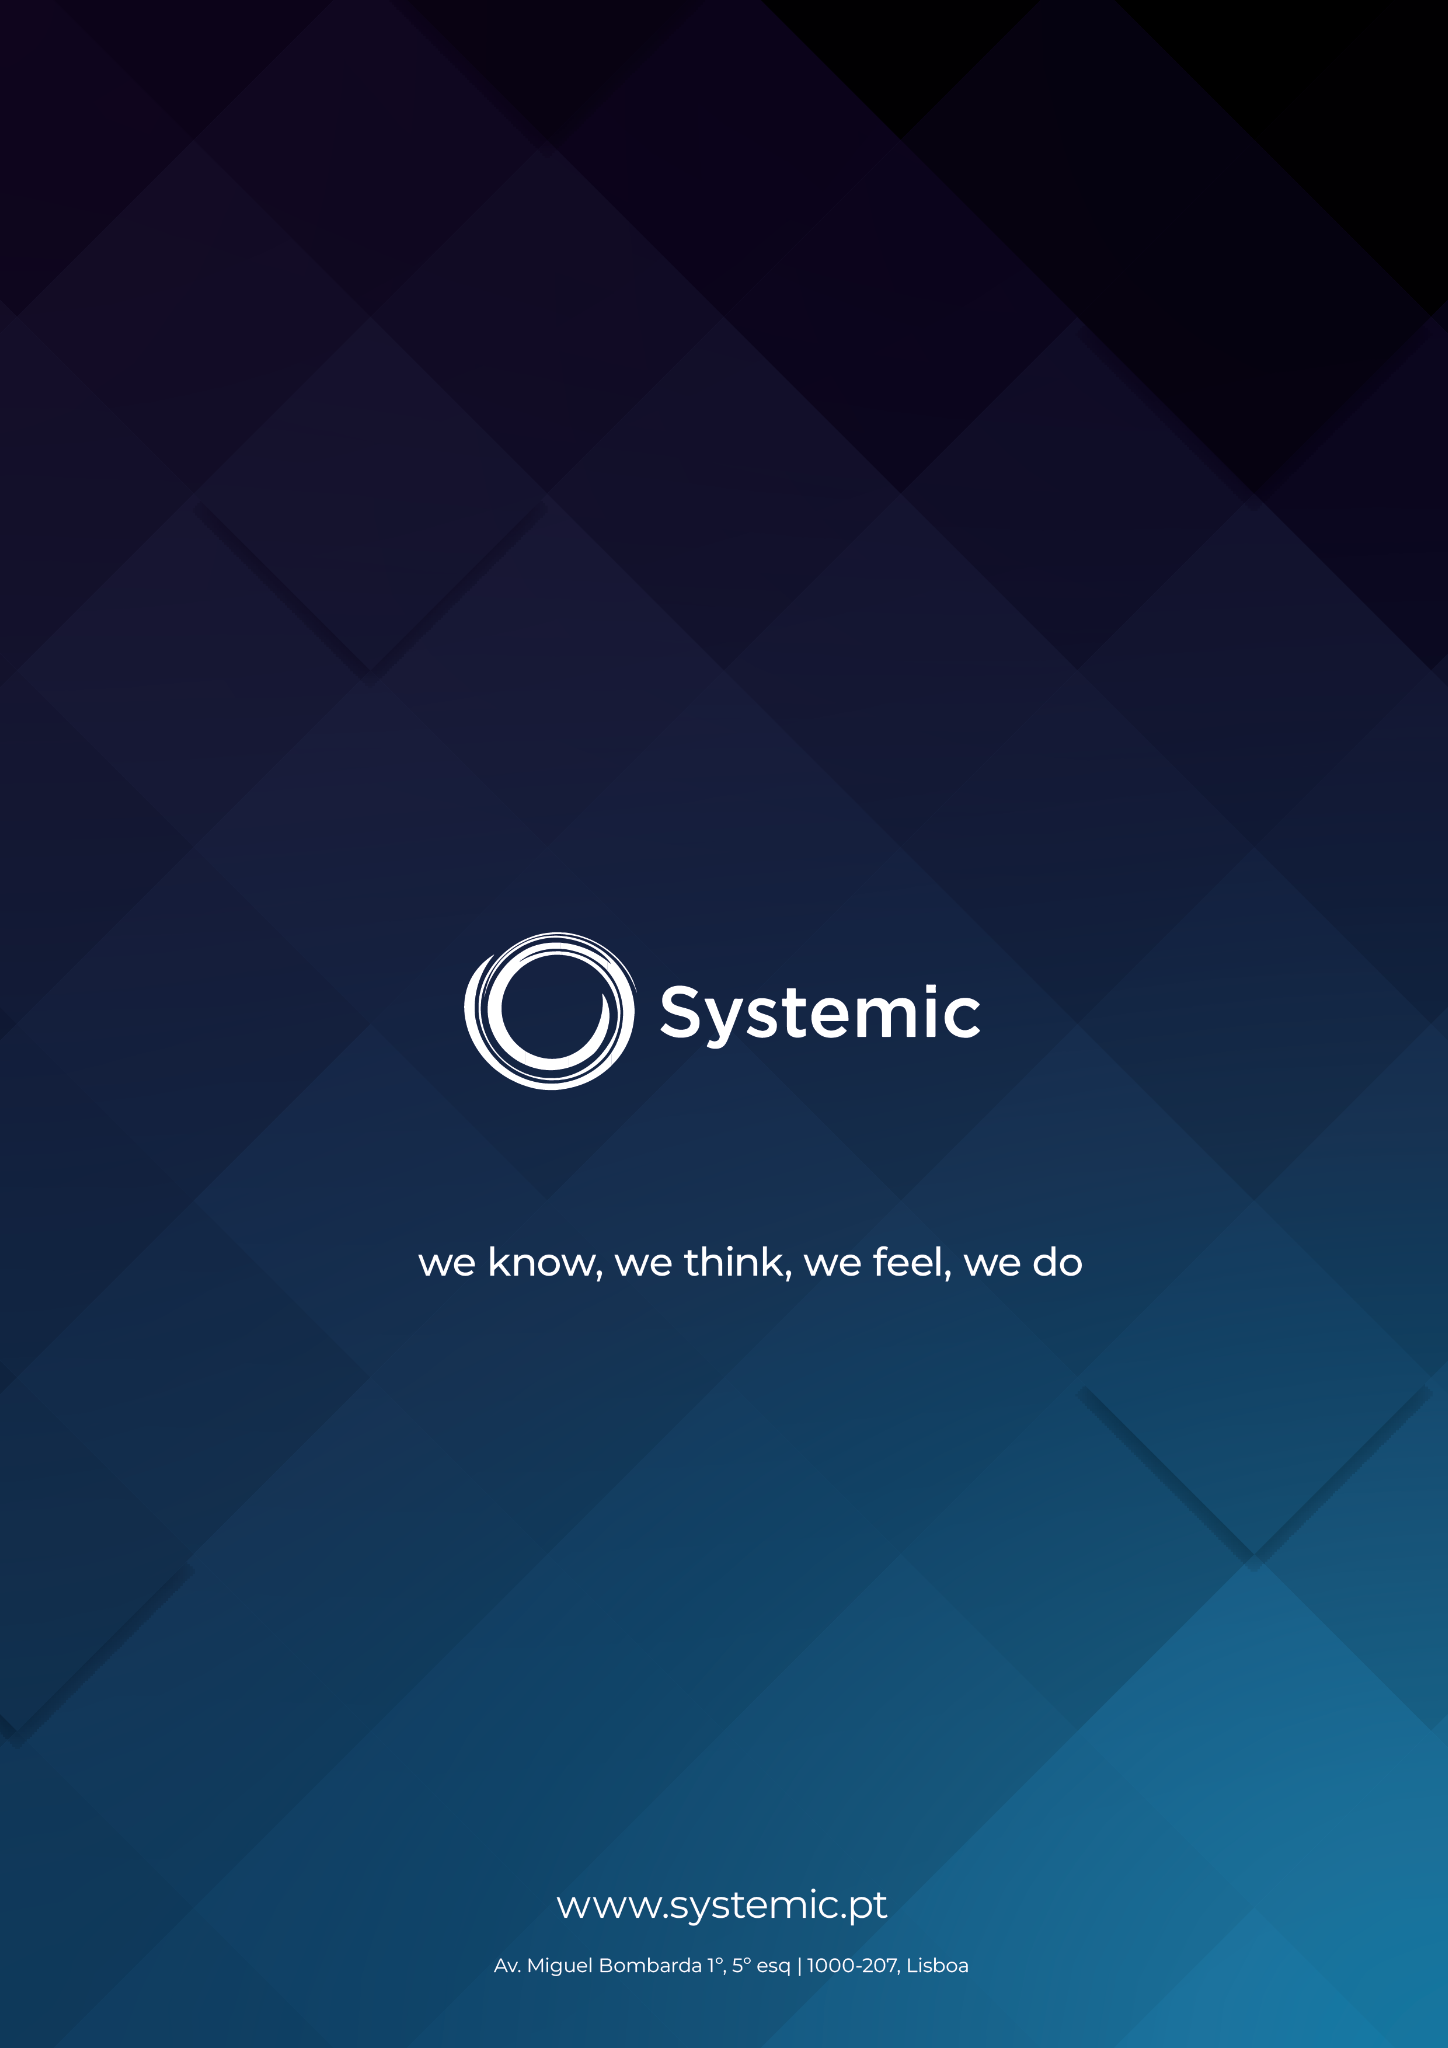 Systemic
we know, we think, we feel, we do
www.systemic.pt
Av. Miguel Bombarda 1º, 5º esq | 1000-207, Lisboa